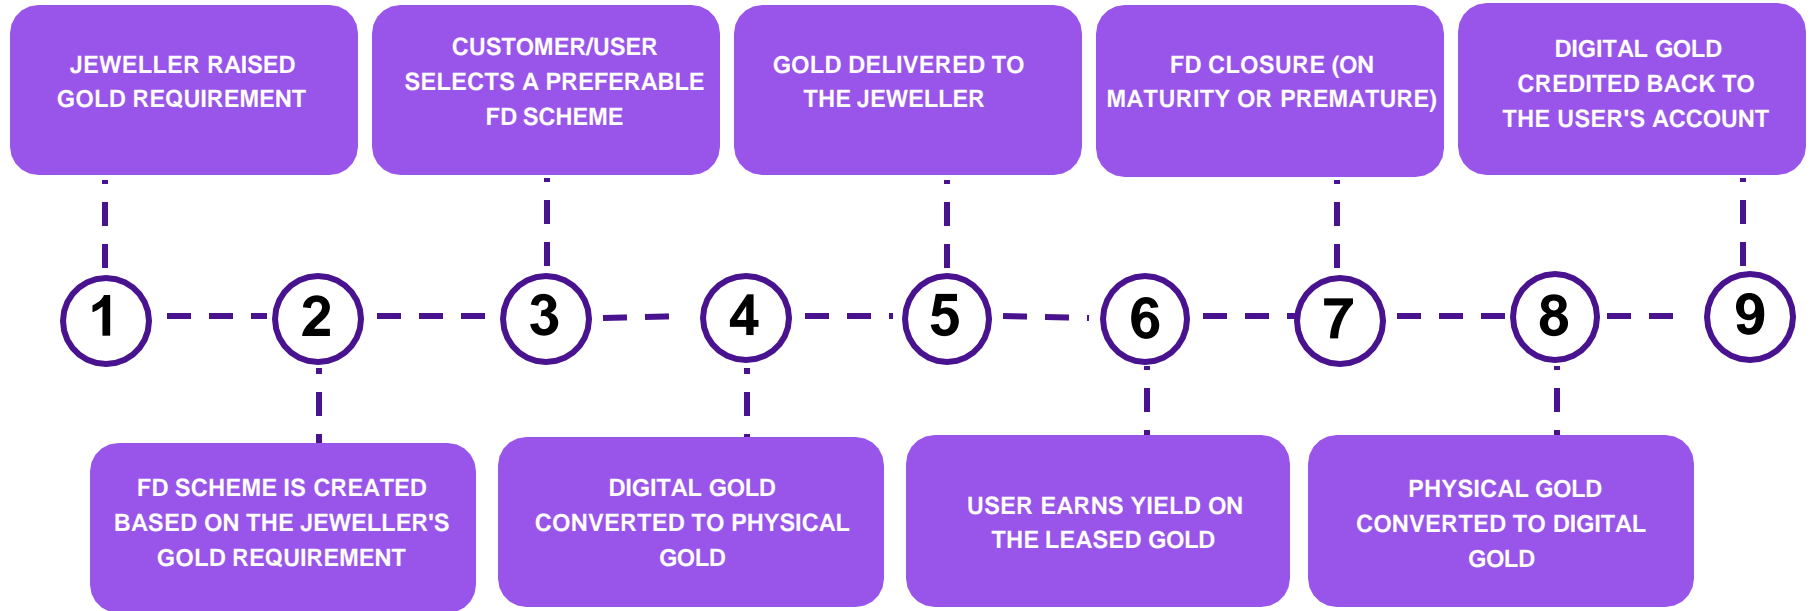 JEWELLER RAISED
GOLD REQUIREMENT
CUSTOMER/USER
SELECTS A PREFERABLE
FD SCHEME
GOLD DELIVERED TO
THE JEWELLER
FD CLOSURE (ON
MATURITY OR PREMATURE)
DIGITAL GOLD
CREDITED BACK TO
THE USER'S ACCOUNT
1
2
3
4
5
6
7
8
9
FD SCHEME IS CREATED
BASED ON THE JEWELLER'S
GOLD REQUIREMENT
DIGITAL GOLD
CONVERTED TO PHYSICAL
GOLD
USER EARNS YIELD ON
THE LEASED GOLD
PHYSICAL GOLD
CONVERTED TO DIGITAL
GOLD